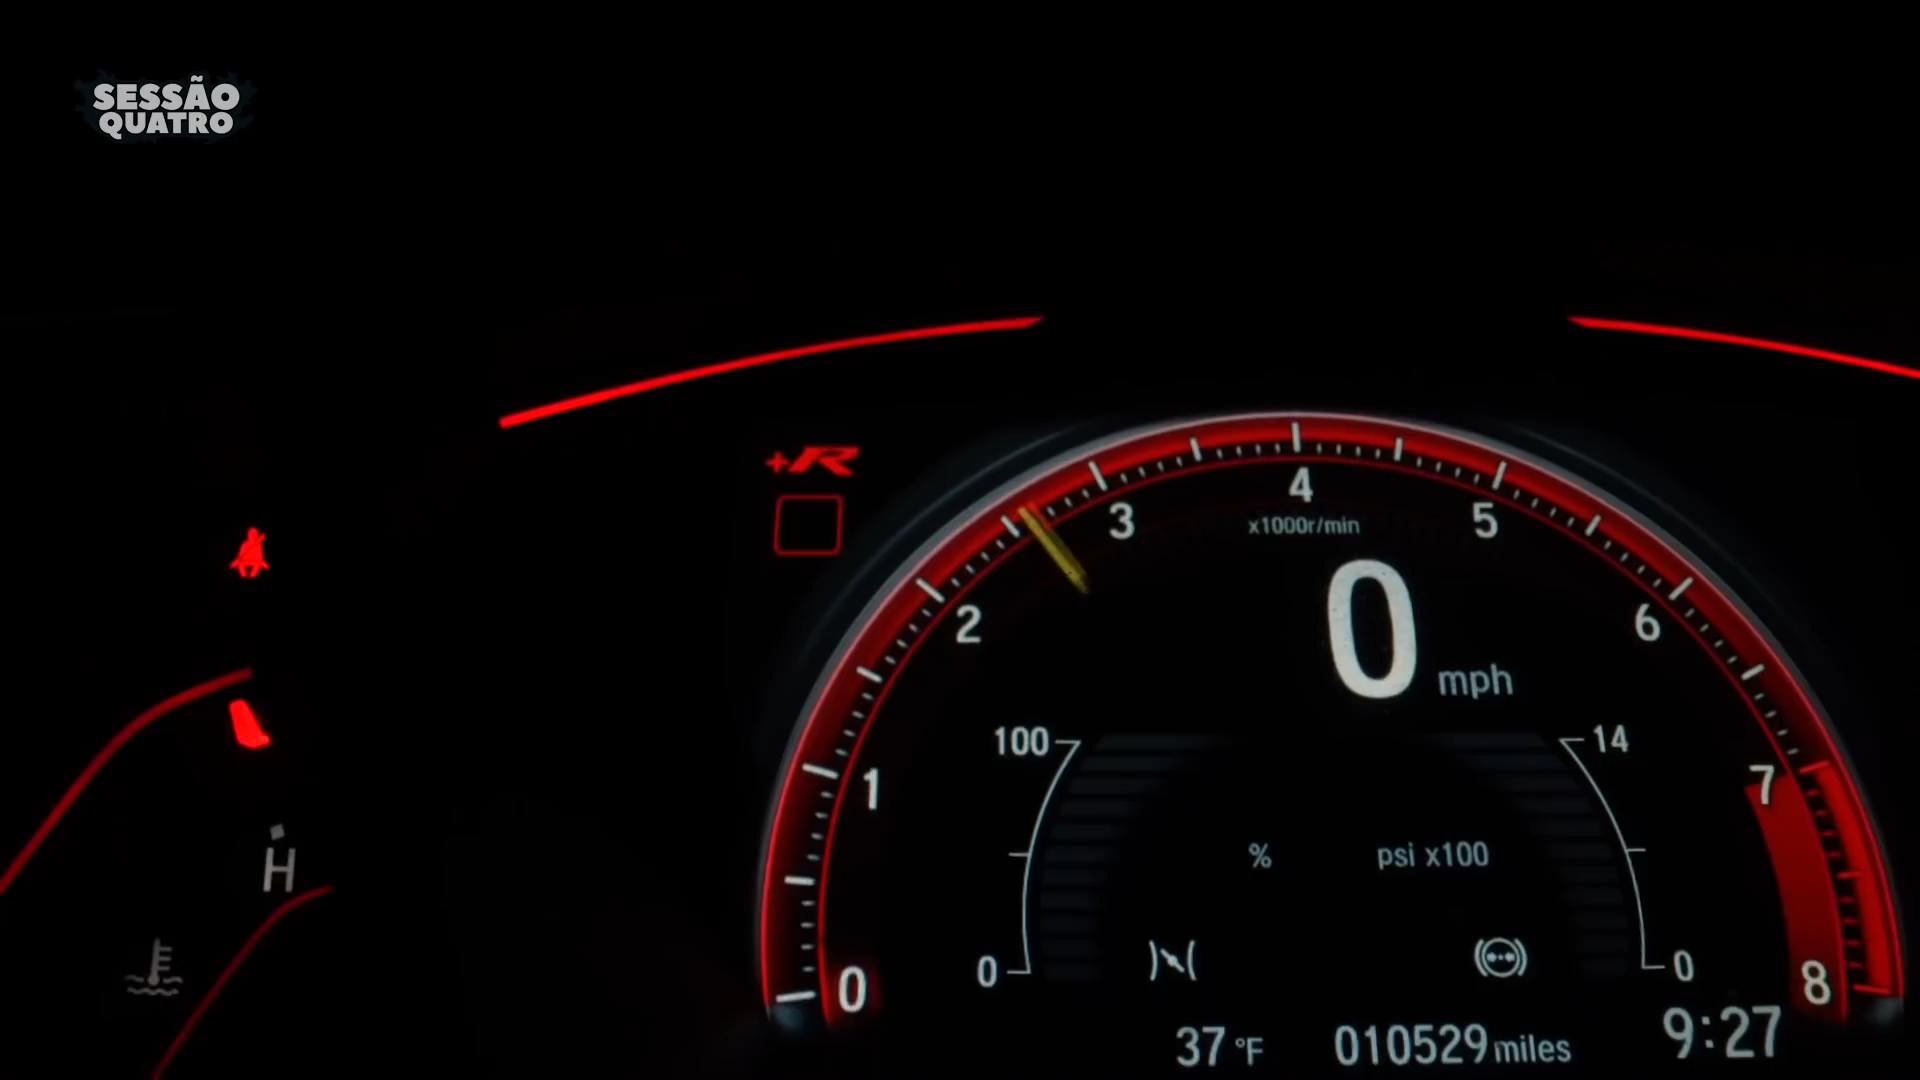 SESSÃO
QUATRO
+R
4
3
5
x1000r/min
0 mph
2
6
100
14
7
1
% psi x100
H
0
0
0
8
37 °F 010529 miles 9:27